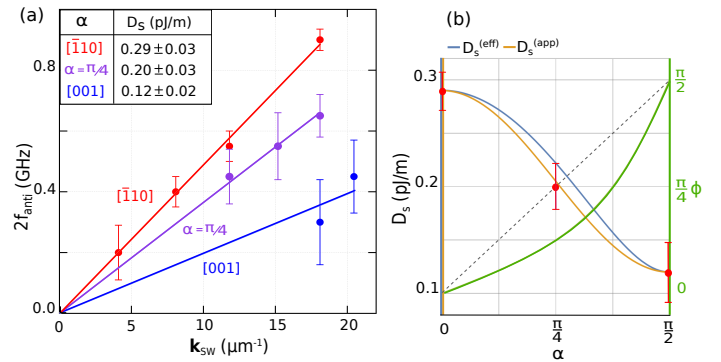 (a)
α D_S (pJ/m)
[1̄10] 0.29±0.03
α=π/4 0.20±0.03
[001] 0.12±0.02
0.8
0.4
0.0
2f_anti (GHz)
[1̄10]
α=π/4
[001]
0 5 10 15 20
k_SW (μm⁻¹)
(b)
D_S^(eff) D_S^(app)
0.3
0.2
0.1
D_S (pJ/m)
π/2
π/4 ϕ
0
0 π/4 π/2
α